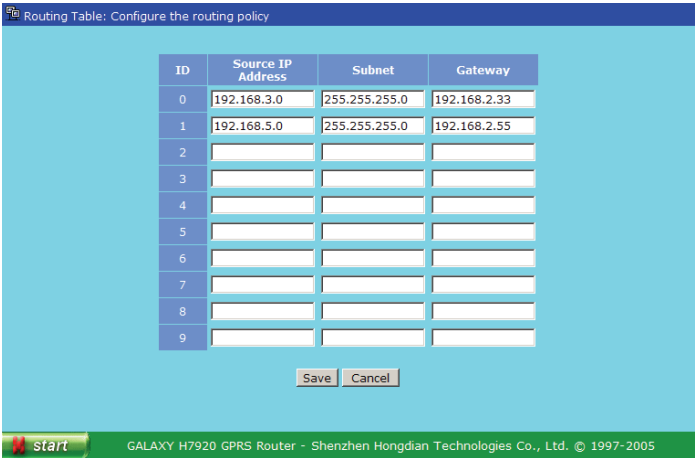 Routing Table: Configure the routing policy
ID Source IP Address Subnet Gateway
0 192.168.3.0 255.255.255.0 192.168.2.33
1 192.168.5.0 255.255.255.0 192.168.2.55
2
3
4
5
6
7
8
9
Save Cancel
start GALAXY H7920 GPRS Router - Shenzhen Hongdian Technologies Co., Ltd. © 1997-2005